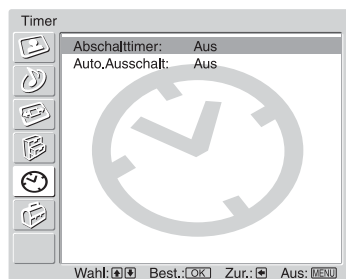 Timer
Abschalttimer: Aus
Auto.Ausschalt: Aus
Wahl: Best.: OK Zur.: Aus: MENU